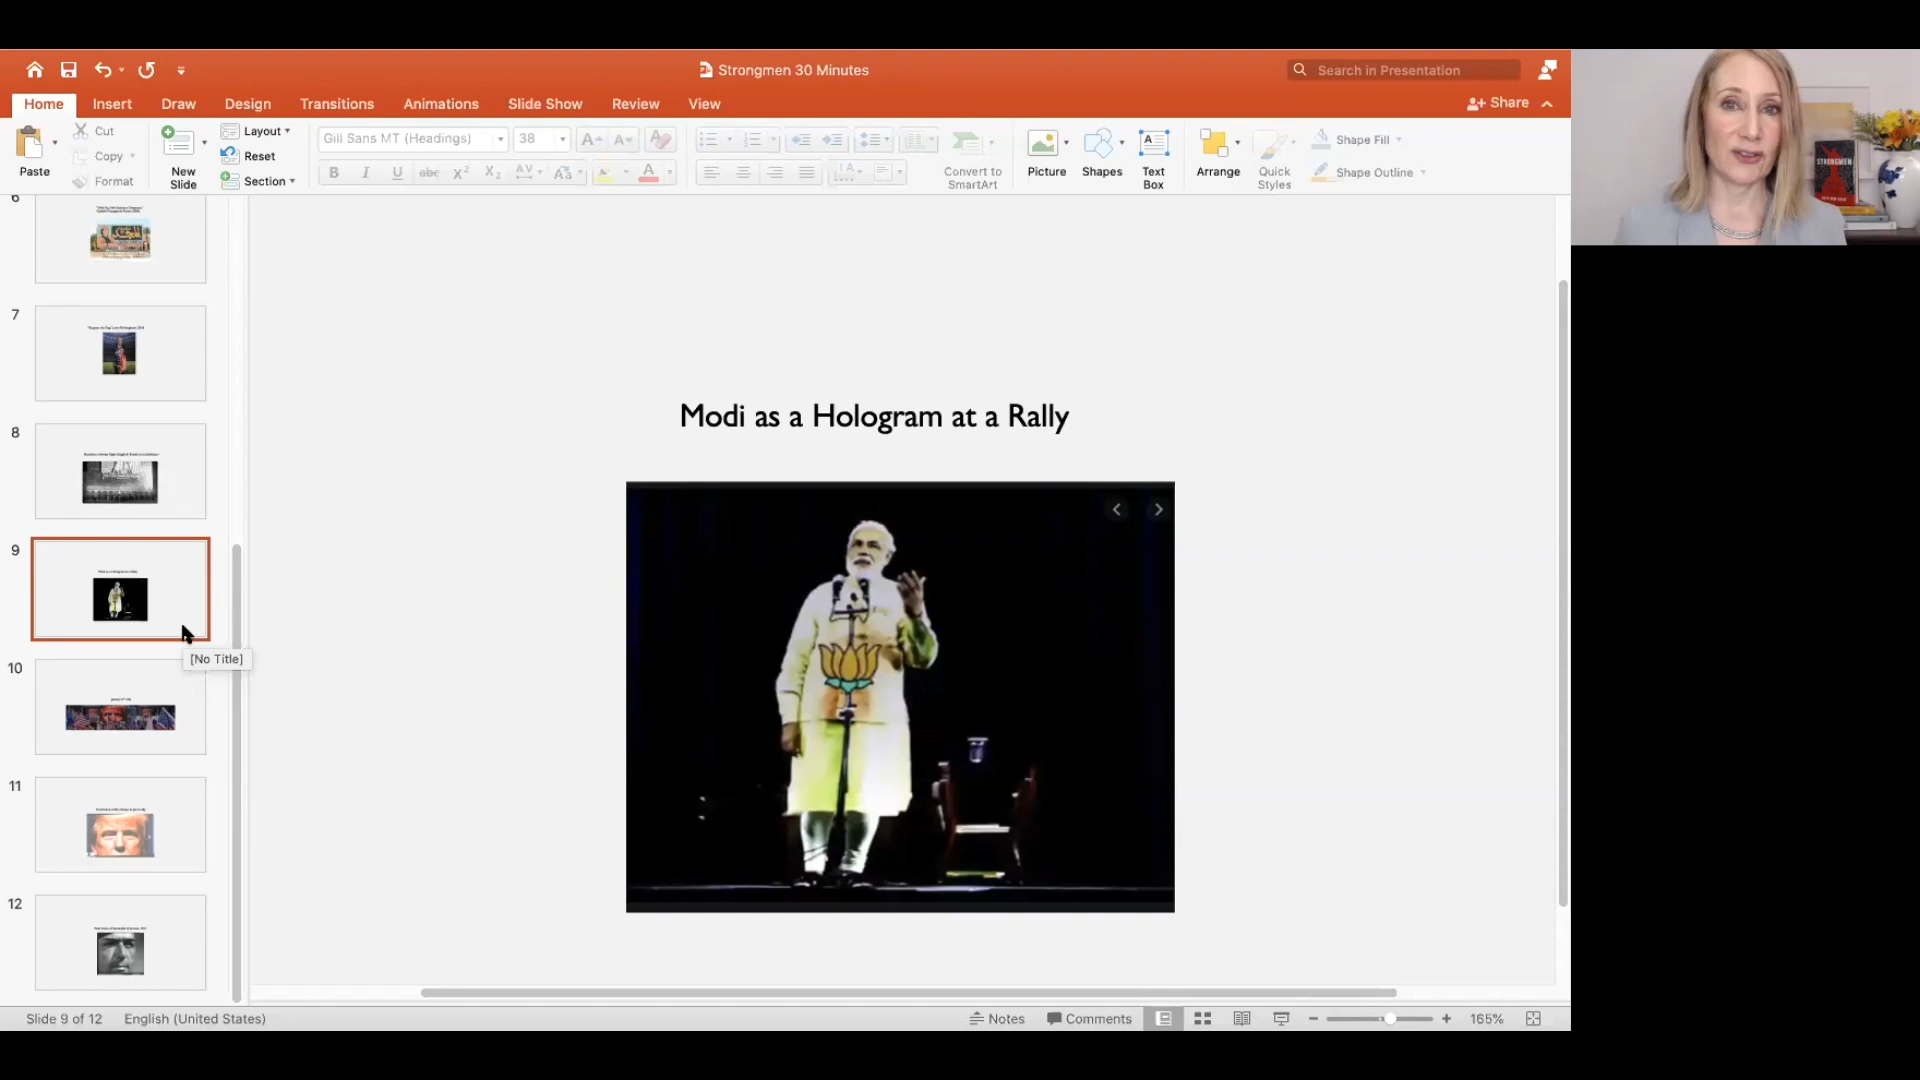 Strongmen 30 Minutes
Search in Presentation
Home Insert Draw Design Transitions Animations Slide Show Review View
Share
Paste
Cut
Copy
Format
New
Slide
Layout
Reset
Section
Gill Sans MT (Headings) 38
Convert to
SmartArt
Picture
Shapes
Text
Box
Arrange
Quick
Styles
Shape Fill
Shape Outline
6
7
8
9
[No Title]
10
11
12
Modi as a Hologram at a Rally
STRONGMEN
Slide 9 of 12 English (United States)
Notes Comments 165%